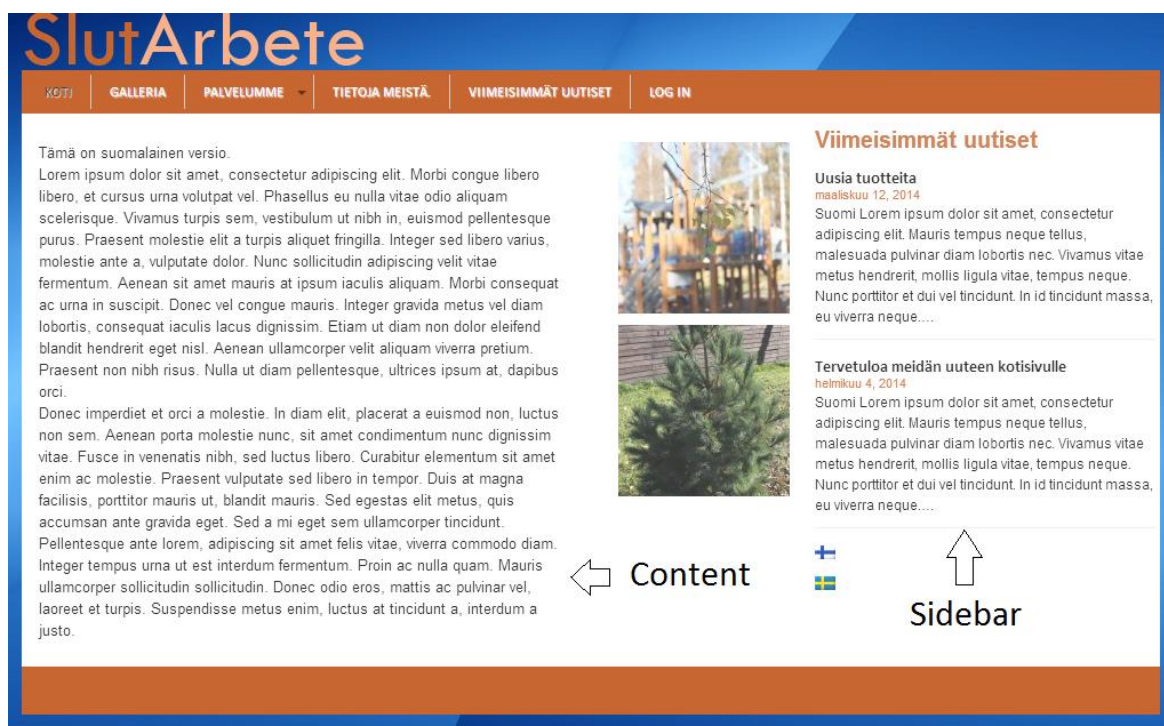 SlutArbete
KOTI GALLERIA PALVELUMME TIETOJA MEISTÄ. VIIMEISIMMÄT UUTISET LOG IN
Tämä on suomalainen versio.
Lorem ipsum dolor sit amet, consectetur adipiscing elit. Morbi congue libero
libero, et cursus urna volutpat vel. Phasellus eu nulla vitae odio aliquam
scelerisque. Vivamus turpis sem, vestibulum ut nibh in, euismod pellentesque
purus. Praesent molestie elit a turpis aliquet fringilla. Integer sed libero varius,
molestie ante a, vulputate dolor. Nunc sollicitudin adipiscing velit vitae
fermentum. Aenean sit amet mauris at ipsum iaculis aliquam. Morbi consequat
ac urna in suscipit. Donec vel congue mauris. Integer gravida metus vel diam
lobortis, consequat iaculis lacus dignissim. Etiam ut diam non dolor eleifend
blandit hendrerit eget nisl. Aenean ullamcorper velit aliquam viverra pretium.
Praesent non nibh risus. Nulla ut diam pellentesque, ultrices ipsum at, dapibus
orci.
Donec imperdiet et orci a molestie. In diam elit, placerat a euismod non, luctus
non sem. Aenean porta molestie nunc, sit amet condimentum nunc dignissim
vitae. Fusce in venenatis nibh, sed luctus libero. Curabitur elementum sit amet
enim ac molestie. Praesent vulputate sed libero in tempor. Duis at magna
facilisis, porttitor mauris ut, blandit mauris. Sed egestas elit metus, quis
accumsan ante gravida eget. Sed a mi eget sem ullamcorper tincidunt.
Pellentesque ante lorem, adipiscing sit amet felis vitae, viverra commodo diam.
Integer tempus urna ut est interdum fermentum. Proin ac nulla quam. Mauris
ullamcorper sollicitudin sollicitudin. Donec odio eros, mattis ac pulvinar vel,
laoreet et turpis. Suspendisse metus enim, luctus at tincidunt a, interdum a
justo.
Content
Viimeisimmät uutiset
Uusia tuotteita
maaliskuu 12, 2014
Suomi Lorem ipsum dolor sit amet, consectetur
adipiscing elit. Mauris tempus neque tellus,
malesuada pulvinar diam lobortis nec. Vivamus vitae
metus hendrerit, mollis ligula vitae, tempus neque.
Nunc porttitor et dui vel tincidunt. In id tincidunt massa,
eu viverra neque....
Tervetuloa meidän uuteen kotisivulle
helmikuu 4, 2014
Suomi Lorem ipsum dolor sit amet, consectetur
adipiscing elit. Mauris tempus neque tellus,
malesuada pulvinar diam lobortis nec. Vivamus vitae
metus hendrerit, mollis ligula vitae, tempus neque.
Nunc porttitor et dui vel tincidunt. In id tincidunt massa,
eu viverra neque....
Sidebar